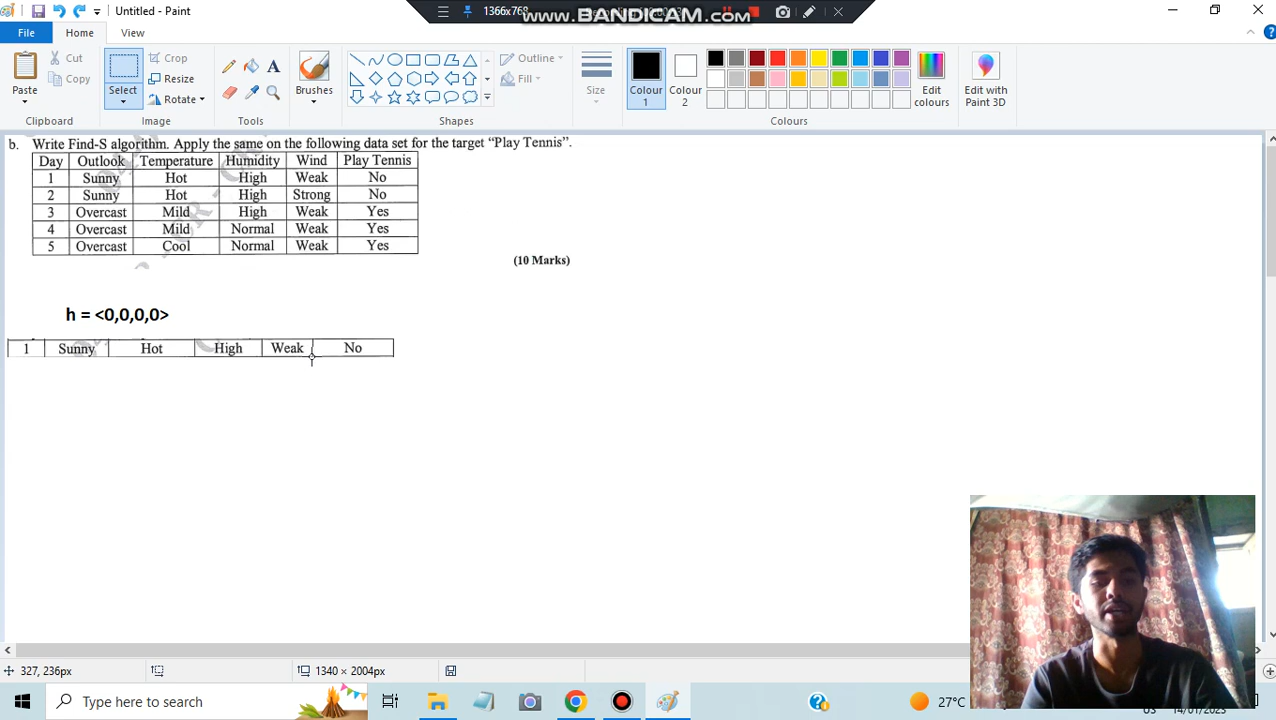 Untitled - Paint
1366x768
www.BANDICAM.com
File Home View
Cut
Copy
Paste
Crop
Resize
Rotate
Select
Brushes
Outline
Fill
Size
Colour 1
Colour 2
Edit colours
Edit with Paint 3D
Clipboard Image Tools Shapes Colours
b. Write Find-S algorithm. Apply the same on the following data set for the target “Play Tennis”.
Day Outlook Temperature Humidity Wind Play Tennis
1 Sunny Hot High Weak No
2 Sunny Hot High Strong No
3 Overcast Mild High Weak Yes
4 Overcast Mild Normal Weak Yes
5 Overcast Cool Normal Weak Yes
(10 Marks)
h = <0,0,0,0>
1 Sunny Hot High Weak No
327, 236px
1340 × 2004px
Type here to search
27°C
14/01/2023